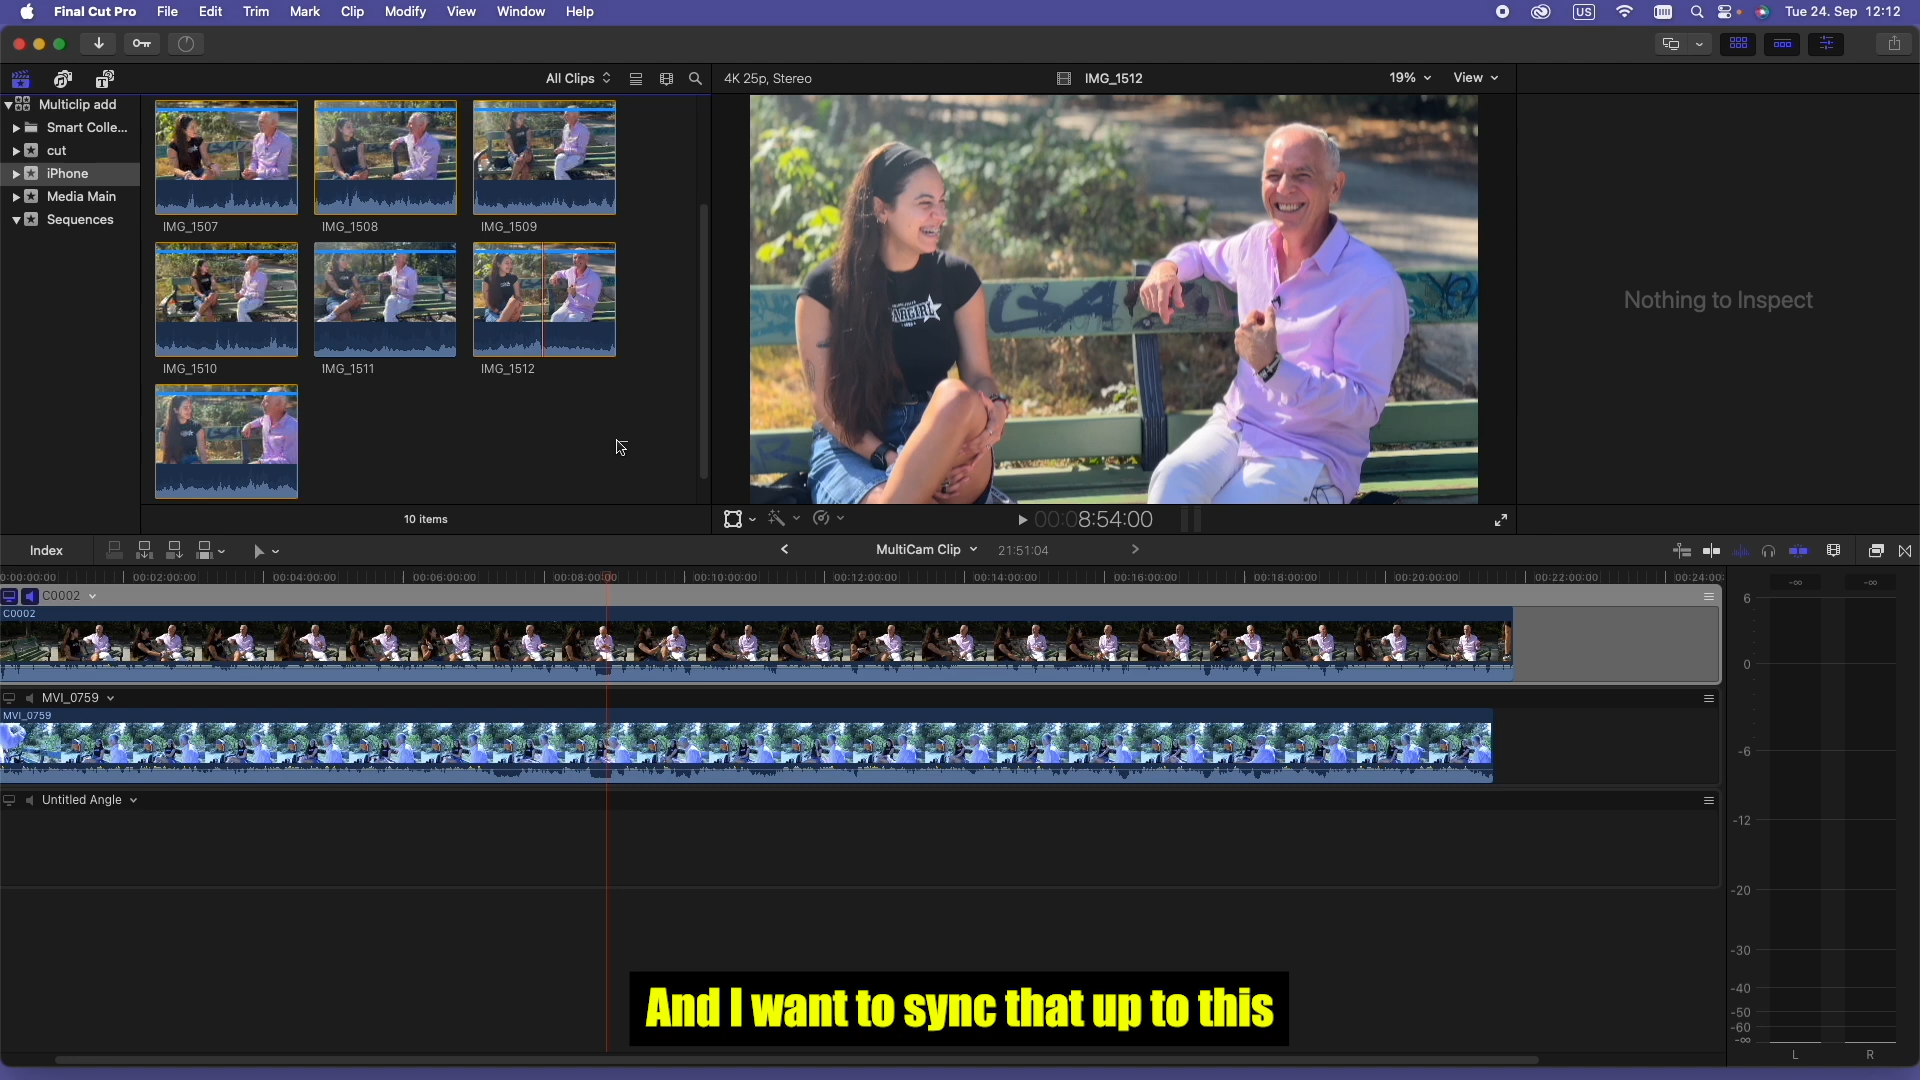 Final Cut Pro File Edit Trim Mark Clip Modify View Window Help US Tue 24. Sep 12:12
All Clips 4K 25p, Stereo IMG_1512 19% View
Multiclip add
Smart Colle...
cut
iPhone
Media Main
Sequences
IMG_1507 IMG_1508 IMG_1509
IMG_1510 IMG_1511 IMG_1512
10 items
00:08:54:00
Nothing to Inspect
Index MultiCam Clip 21:51:04
0:00:00:00 00:02:00:00 00:04:00:00 00:06:00:00 00:08:00:00 00:10:00:00 00:12:00:00 00:14:00:00 00:16:00:00 00:18:00:00 00:20:00:00 00:22:00:00 00:24:00:
C0002
C0002
MVI_0759
MVI_0759
Untitled Angle
-∞ -∞
6
0
-6
-12
-20
-30
-40
-50
-60
-∞
L R
And I want to sync that up to this